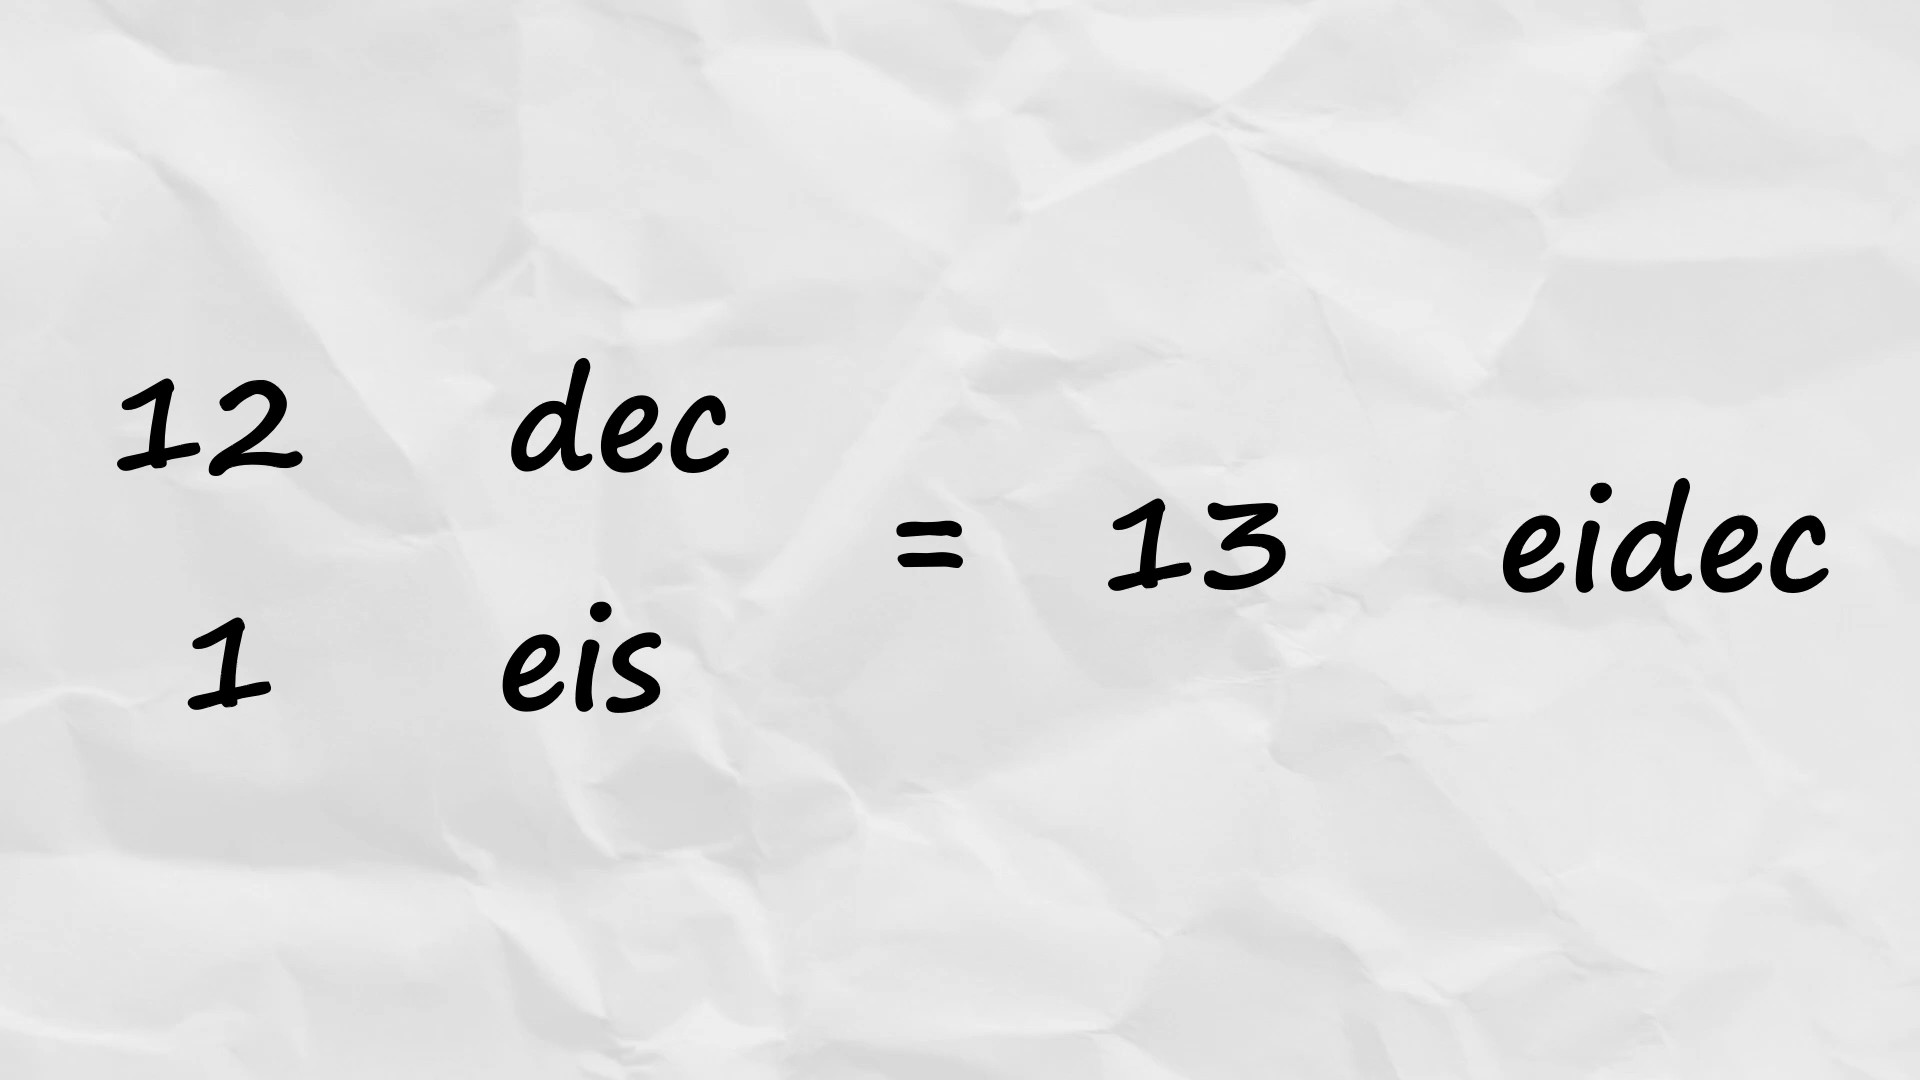 12 dec
= 13 eidec
1 eis